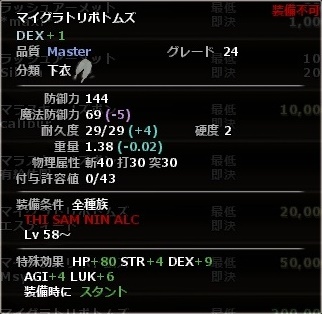 装備不可
マイグラトリボトムズ
DEX+1
品質 Master グレード 24
分類 下衣
防御力 144
魔法防御力 69 (-5)
耐久度 29/29 (+4) 硬度 2
重量 1.38 (-0.02)
物理属性 斬40 打30 突30
付与許容値 0/43
装備条件 全種族
THI SAM NIN ALC
Lv 58～
特殊効果 HP+80 STR+4 DEX+9
AGI+4 LUK+6
装備時に スタント